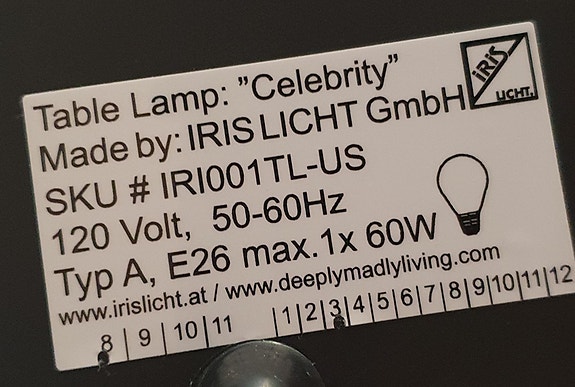 Table Lamp: ”Celebrity”
Made by: IRIS LICHT GmbH
IRIS
LICHT.
SKU # IRI001TL-US
120 Volt, 50-60Hz
Typ A, E26 max.1x 60W
www.irislicht.at / www.deeplymadlyliving.com
8 | 9 | 10 | 11 | 1 | 2 | 3 | 4 | 5 | 6 | 7 | 8 | 9 | 10 | 11 | 12